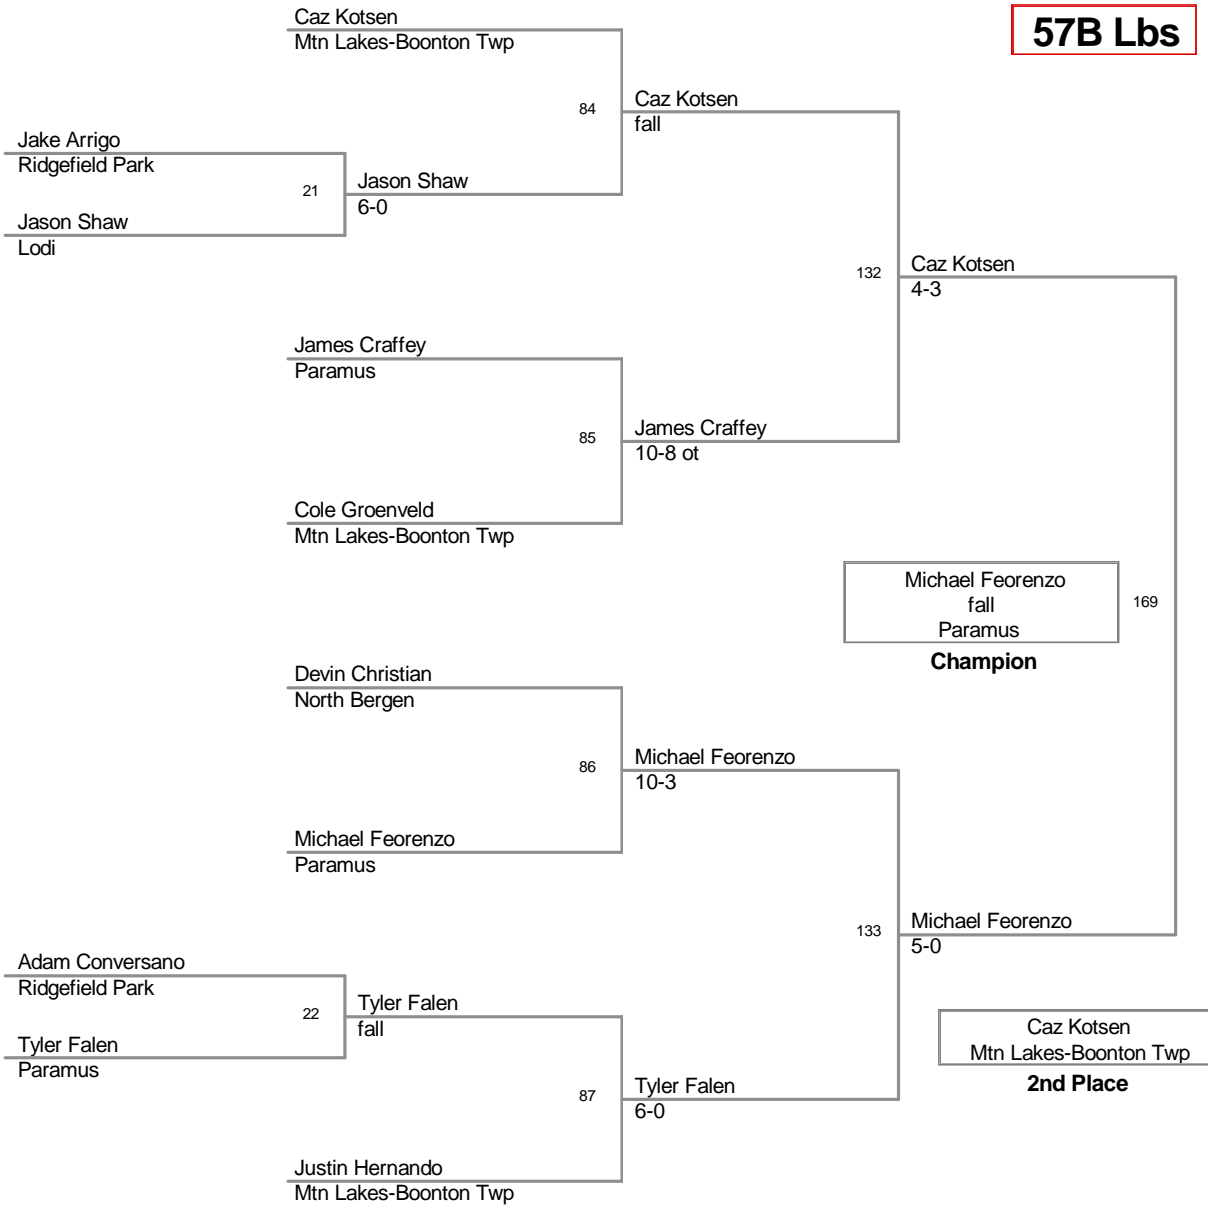 Caz Kotsen
Mtn Lakes-Boonton Twp
57B Lbs
84
Caz Kotsen
fall
Jake Arrigo
Ridgefield Park
21
Jason Shaw
6-0
Jason Shaw
Lodi
132
Caz Kotsen
4-3
James Craffey
Paramus
85
James Craffey
10-8 ot
Cole Groenveld
Mtn Lakes-Boonton Twp
Michael Feorenzo
fall
Paramus
169
Champion
Devin Christian
North Bergen
86
Michael Feorenzo
10-3
Michael Feorenzo
Paramus
133
Michael Feorenzo
5-0
Adam Conversano
Ridgefield Park
22
Tyler Falen
fall
Tyler Falen
Paramus
Caz Kotsen
Mtn Lakes-Boonton Twp
2nd Place
87
Tyler Falen
6-0
Justin Hernando
Mtn Lakes-Boonton Twp